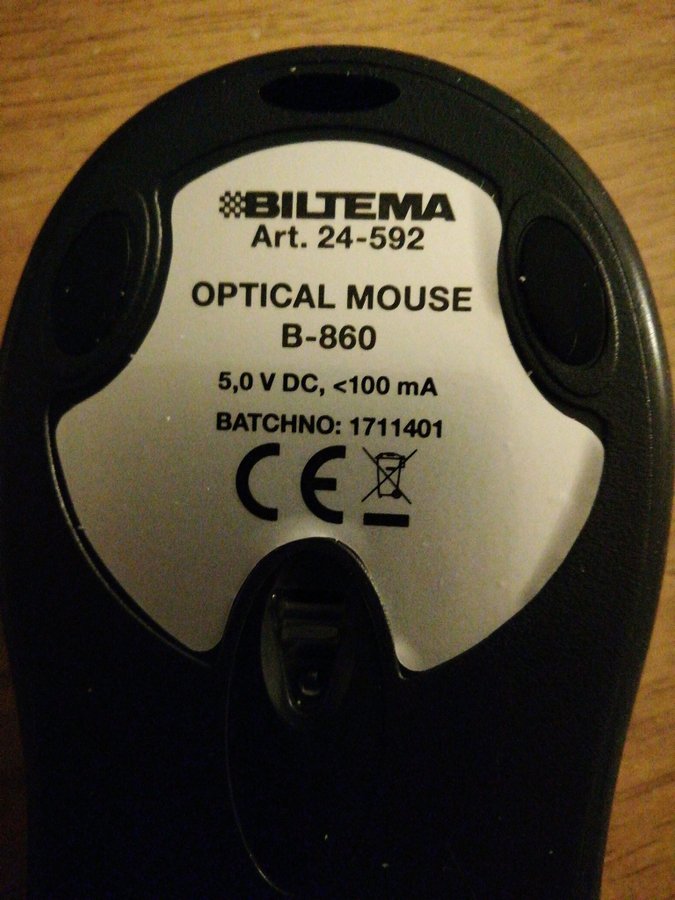 BILTEMA
Art. 24-592
OPTICAL MOUSE
B-860
5,0 V DC, <100 mA
BATCHNO: 1711401
CE